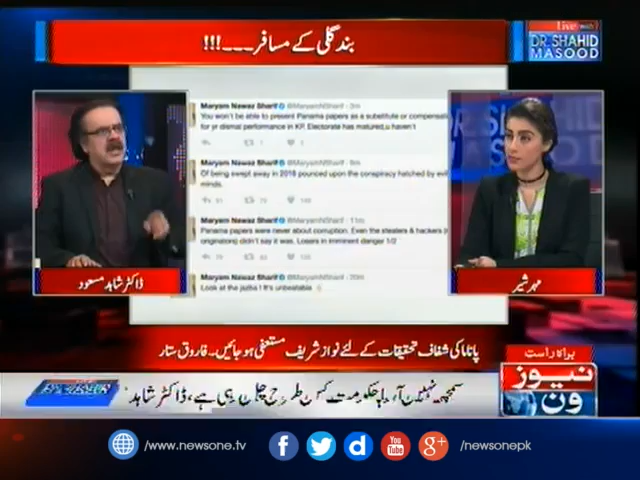 بند گلی کے مسافر ---!!!
Live with
DR. SHAHID
MASOOD
Maryam Nawaz Sharif @MaryamNSharif · 3m
You won't be able to present Panama papers as a substitute or compensati
for yr dismal performance in KP. Electorate has matured,u haven't
Maryam Nawaz Sharif @MaryamNSharif
Of being swept away in 2018 pounced upon the conspiracy hatched by evil
minds.
Maryam Nawaz Sharif @MaryamNSharif · 11m
Panama papers were never about corruption. Even the stealers & hackers (
originators) didn't say it was. Losers in imminent danger 1/2
Maryam Nawaz Sharif @MaryamNSharif · 20m
Look at the jazba ! It's unbeatable
ڈاکٹر شاہد مسعود
مہر شیر
پاناما کی شفاف تحقیقات کے لئے نواز شریف مستعفی ہو جائیں۔ فاروق ستار
براہ راست
نیوز
ون
سمجھ نہیں آ رہا حکومت کس طرح چل رہی ہے، ڈاکٹر شاہد
/www.newsone.tv
You Tube
g+
/newsonepk